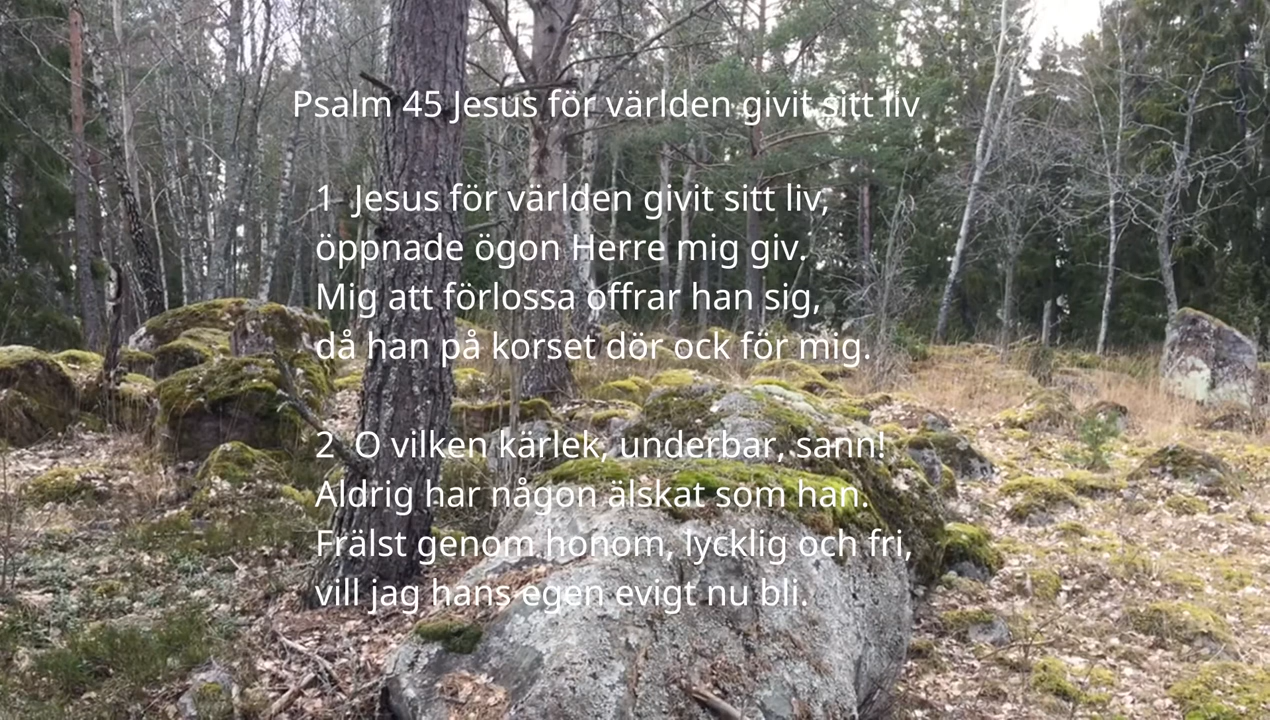 Psalm 45 Jesus för världen givit sitt liv
1 Jesus för världen givit sitt liv,
öppnade ögon Herre mig giv.
Mig att förlossa offrar han sig,
då han på korset dör ock för mig.
2 O vilken kärlek, underbar, sann!
Aldrig har någon älskat som han.
Frälst genom honom, lycklig och fri,
vill jag hans egen evigt nu bli.